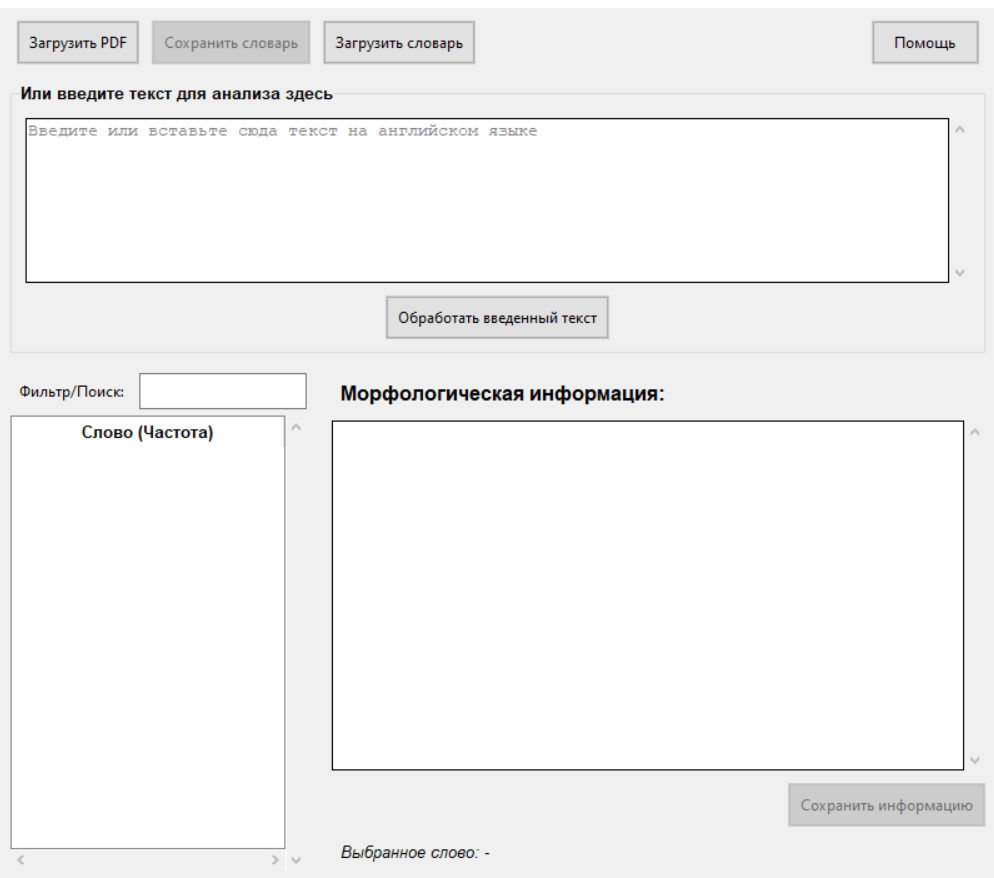 Загрузить PDF Сохранить словарь Загрузить словарь Помощь
Или введите текст для анализа здесь
Введите или вставьте сюда текст на английском языке
Обработать введенный текст
Фильтр/Поиск: Морфологическая информация:
Слово (Частота)
Сохранить информацию
Выбранное слово: -